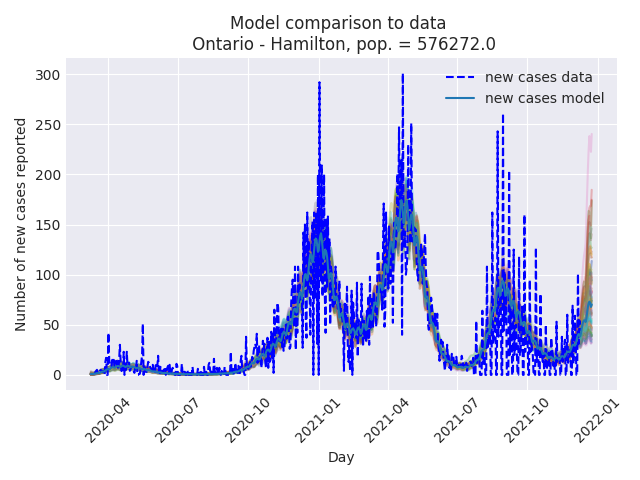 Model comparison to data
Ontario - Hamilton, pop. = 576272.0
new cases data
new cases model
Number of new cases reported
300
250
200
150
100
50
0
2020-04
2020-07
2020-10
2021-01
2021-04
2021-07
2021-10
2022-01
Day